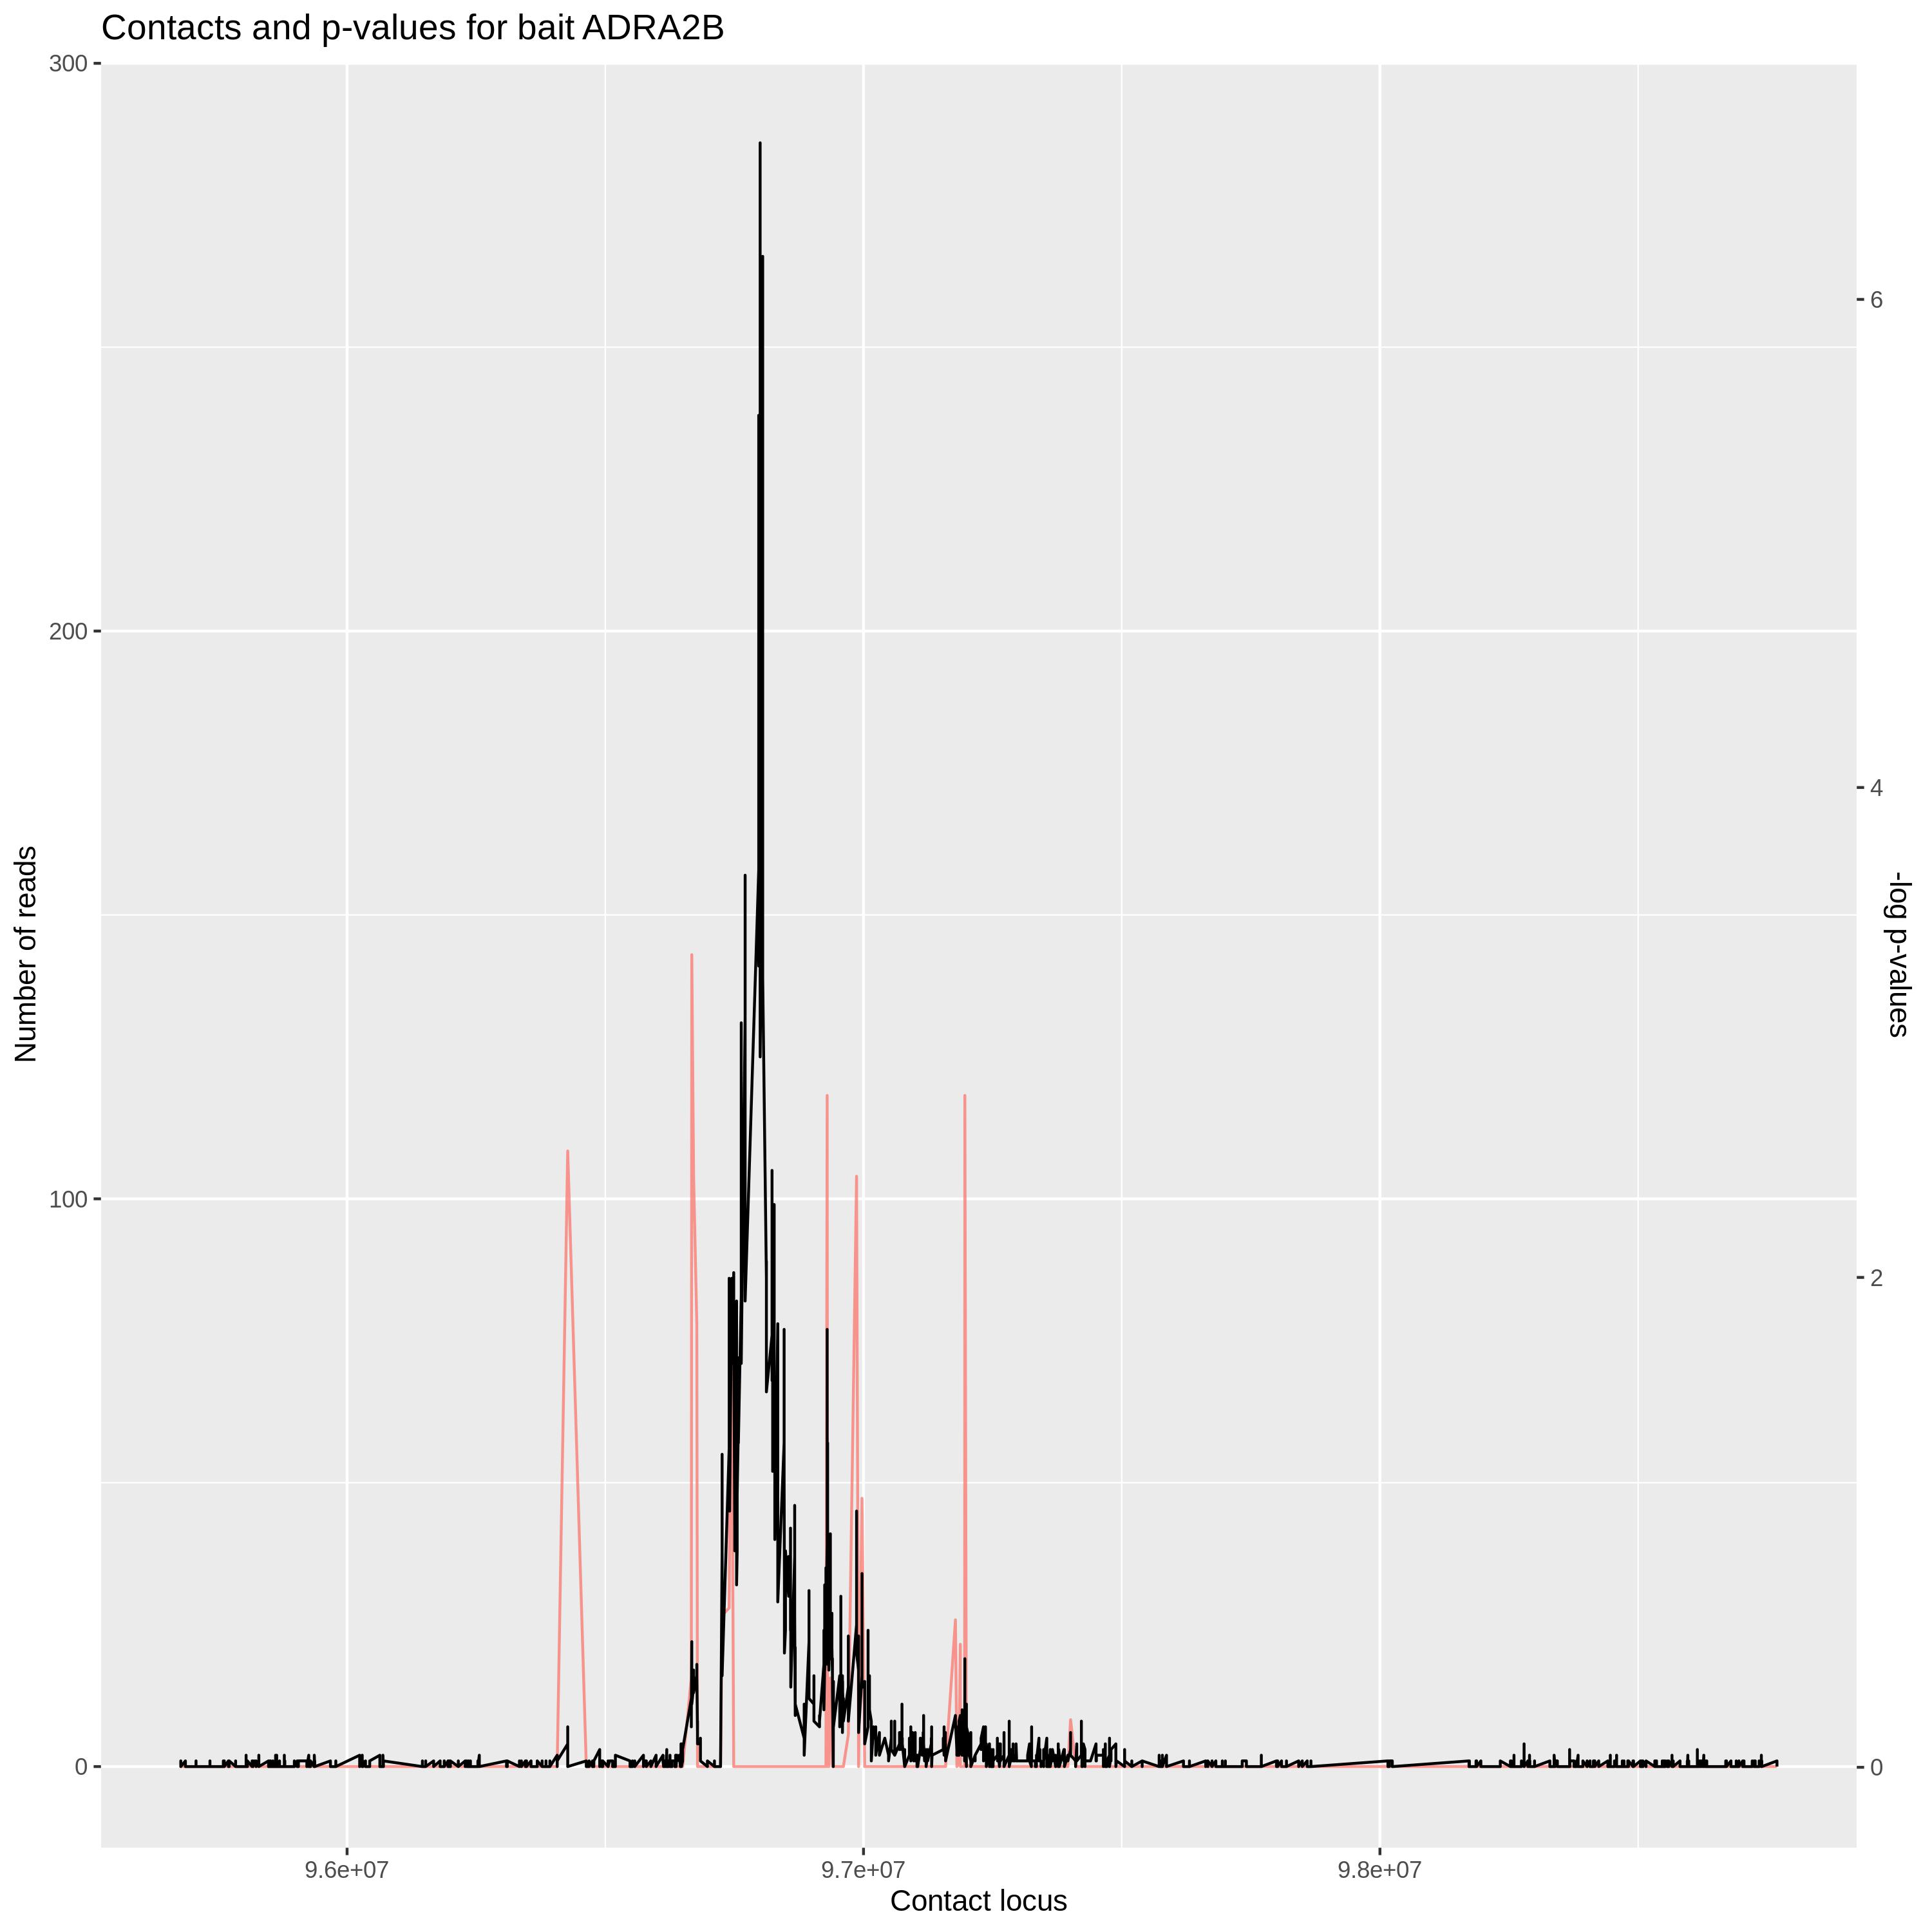 Contacts and p-values for bait ADRA2B
300
200
100
0
Number of reads
6
4
2
0
-log p-values
9.6e+07 9.7e+07 9.8e+07
Contact locus